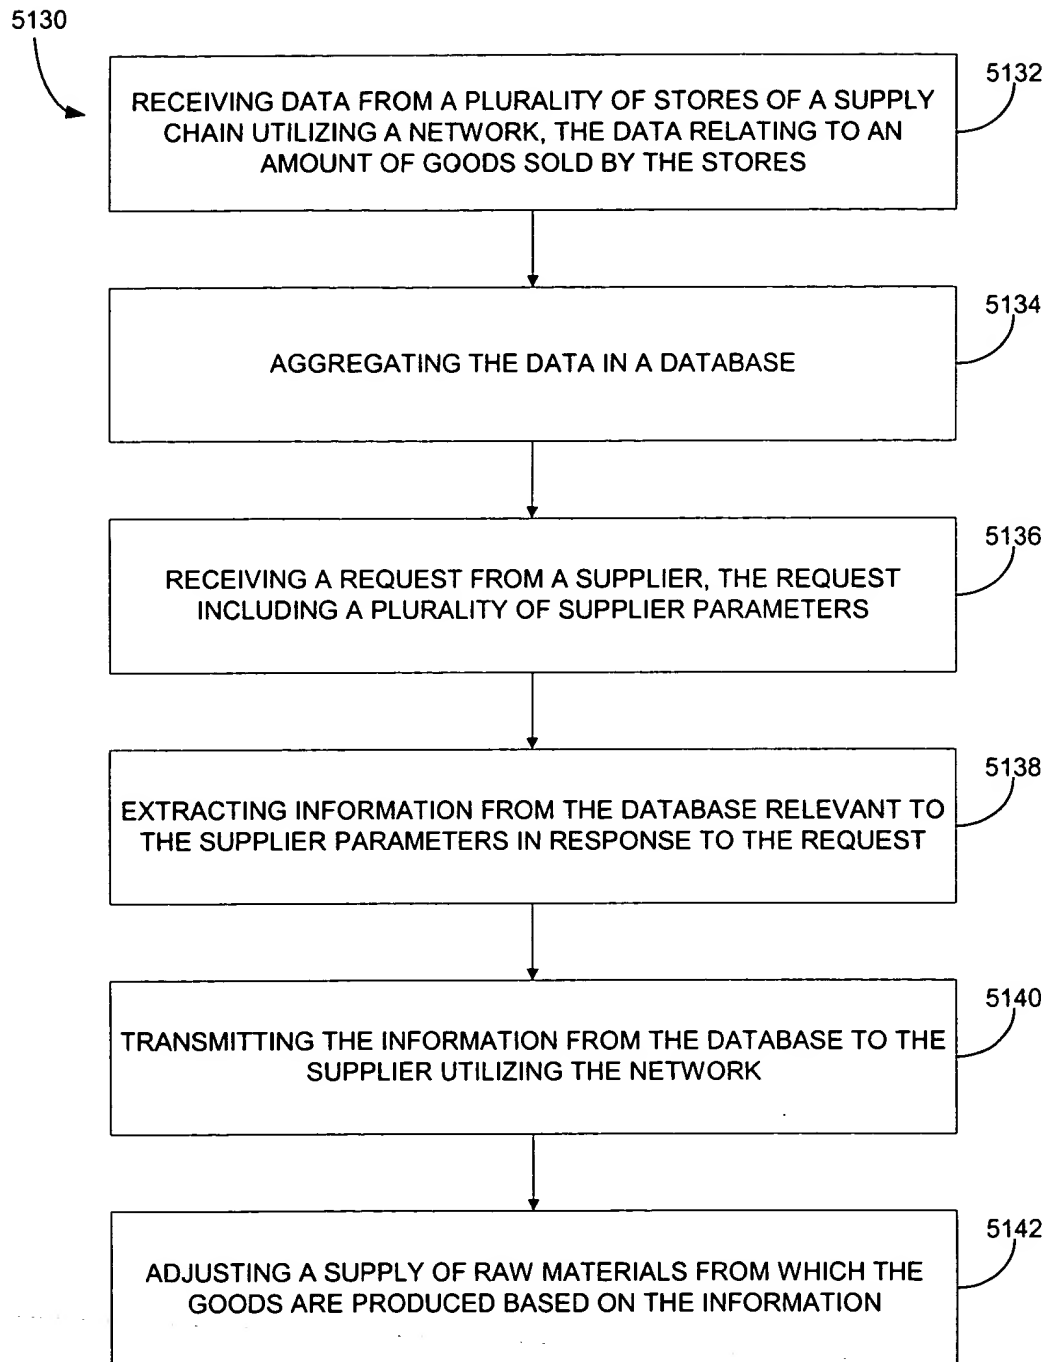 5130
5132
RECEIVING DATA FROM A PLURALITY OF STORES OF A SUPPLY
CHAIN UTILIZING A NETWORK, THE DATA RELATING TO AN
AMOUNT OF GOODS SOLD BY THE STORES
5134
AGGREGATING THE DATA IN A DATABASE
5136
RECEIVING A REQUEST FROM A SUPPLIER, THE REQUEST
INCLUDING A PLURALITY OF SUPPLIER PARAMETERS
5138
EXTRACTING INFORMATION FROM THE DATABASE RELEVANT TO
THE SUPPLIER PARAMETERS IN RESPONSE TO THE REQUEST
5140
TRANSMITTING THE INFORMATION FROM THE DATABASE TO THE
SUPPLIER UTILIZING THE NETWORK
5142
ADJUSTING A SUPPLY OF RAW MATERIALS FROM WHICH THE
GOODS ARE PRODUCED BASED ON THE INFORMATION